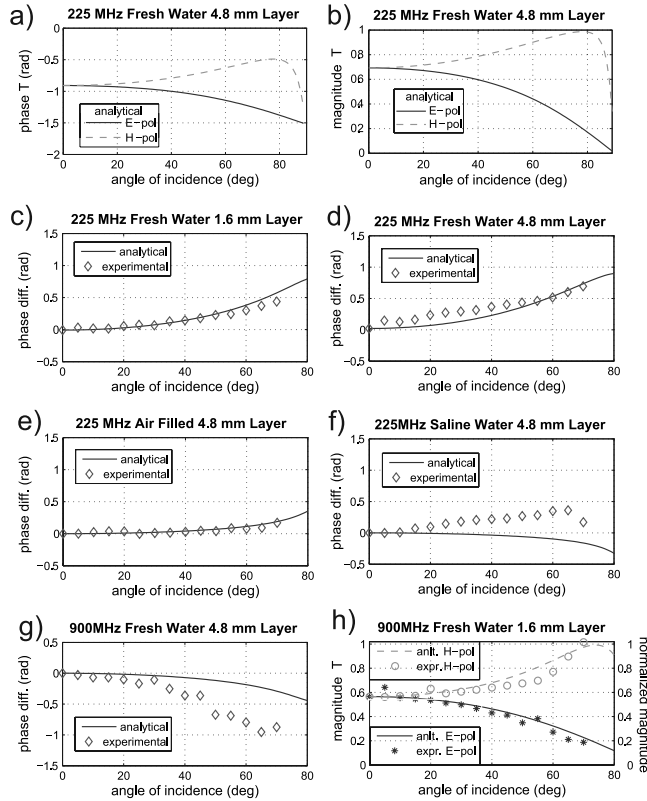 a)
225 MHz Fresh Water 4.8 mm Layer
0
−0.5
−1
−1.5
−2
phase T (rad)
analytical
E−pol
H−pol
0 20 40 60 80
angle of incidence (deg)
b)
225 MHz Fresh Water 4.8 mm Layer
1
0.8
0.6
0.4
0.2
0
magnitude T
analytical
E−pol
H−pol
0 20 40 60 80
angle of incidence (deg)
c)
225 MHz Fresh Water 1.6 mm Layer
1.5
1
0.5
0
−0.5
phase diff. (rad)
analytical
experimental
0 20 40 60 80
angle of incidence (deg)
d)
225 MHz Fresh Water 4.8 mm Layer
1.5
1
0.5
0
−0.5
phase diff. (rad)
analytical
experimental
0 20 40 60 80
angle of incidence (deg)
e)
225 MHz Air Filled 4.8 mm Layer
1.5
1
0.5
0
−0.5
phase diff. (rad)
analytical
experimental
0 20 40 60 80
angle of incidence (deg)
f)
225MHz Saline Water 4.8 mm Layer
1.5
1
0.5
0
−0.5
phase diff. (rad)
analytical
experimental
0 20 40 60 80
angle of incidence (deg)
g)
900MHz Fresh Water 4.8 mm Layer
0.5
0
−0.5
−1
−1.5
phase diff. (rad)
analytical
experimental
0 20 40 60 80
angle of incidence (deg)
h)
900MHz Fresh Water 1.6 mm Layer
1
0.8
0.6
0.4
0.2
0
magnitude T
anlt. H−pol
expr.H−pol
anlt. E−pol
expr. E−pol
1
0,8
0,6
0,4
0,2
0
normalized magnitude
0 20 40 60 80
angle of incidence (deg)